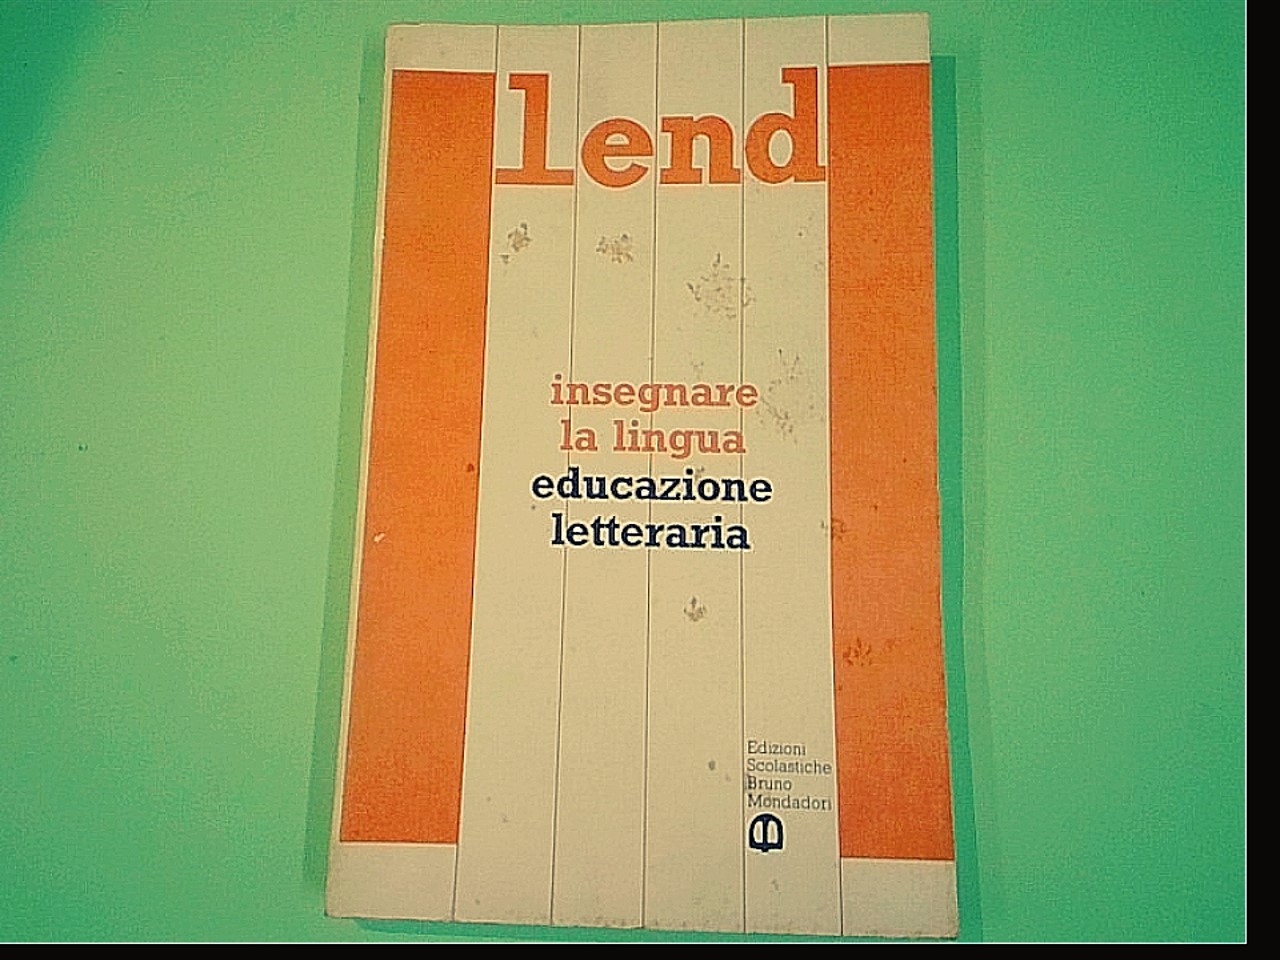 lend
insegnare
la lingua
educazione
letteraria
Edizioni
Scolastiche
Bruno
Mondadori